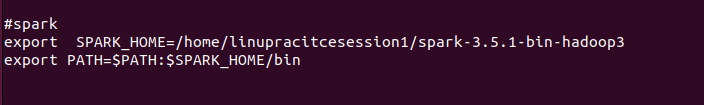 #spark
export  SPARK_HOME=/home/linupracitcesession1/spark-3.5.1-bin-hadoop3
export PATH=$PATH:$SPARK_HOME/bin